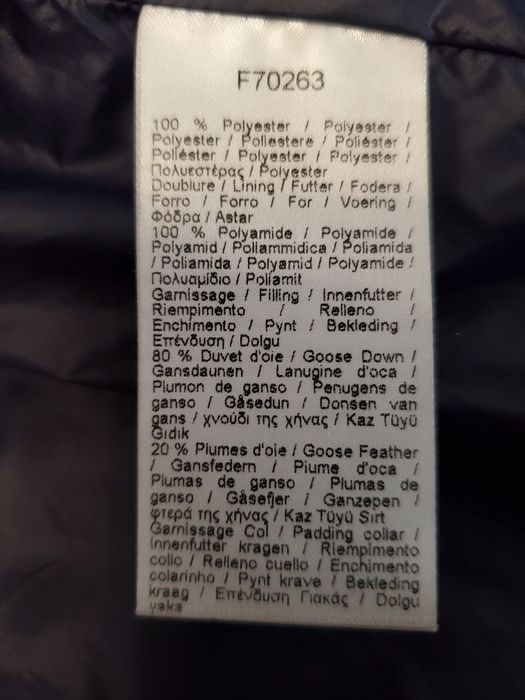 F70263
100 % Polyester / Polyester /
Polyester / Poliestere / Poliéster /
Poliéster / Polyester / Polyester /
Πολυεστέρας / Polyester
Doublure / Lining / Futter / Fodera /
Forro / Forro / For / Voering /
Φόδρα / Astar
100 % Polyamide / Polyamide /
Polyamid / Poliammidica / Poliamida
/ Poliamida / Polyamid / Polyamide /
Πολυαμίδιο / Poliamit
Garnissage / Filling / Innenfutter /
Riempimento / Relleno /
Enchimento / Pynt / Bekleding /
Επένδυση / Dolgu
80 % Duvet d'oie / Goose Down /
Gansdaunen / Lanugine d'oca /
Plumon de ganso / Penugens de
ganso / Gåsedun / Donsen van
gans / χνούδι της χήνας / Kaz Tüyü
Gidik
20 % Plumes d'oie / Goose Feather
/ Gansfedern / Piume d'oca /
Plumas de ganso / Plumas de
ganso / Gåsefjer / Ganzepen /
φτερά της χήνας / Kaz Tüyü Sirt
Garnissage Col / Padding collar /
Innenfutter kragen / Riempimento
collo / Relleno cuello / Enchimento
colarinho / Pynt krave / Bekleding
kraag / Επένδυση Γιακάς / Dolgu
yaka